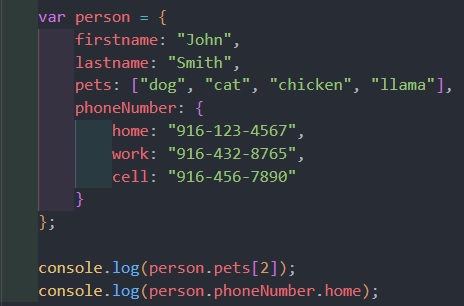 var person = {
    firstname: "John",
    lastname: "Smith",
    pets: ["dog", "cat", "chicken", "llama"],
    phoneNumber: {
        home: "916-123-4567",
        work: "916-432-8765",
        cell: "916-456-7890"
    }
};
console.log(person.pets[2]);
console.log(person.phoneNumber.home);